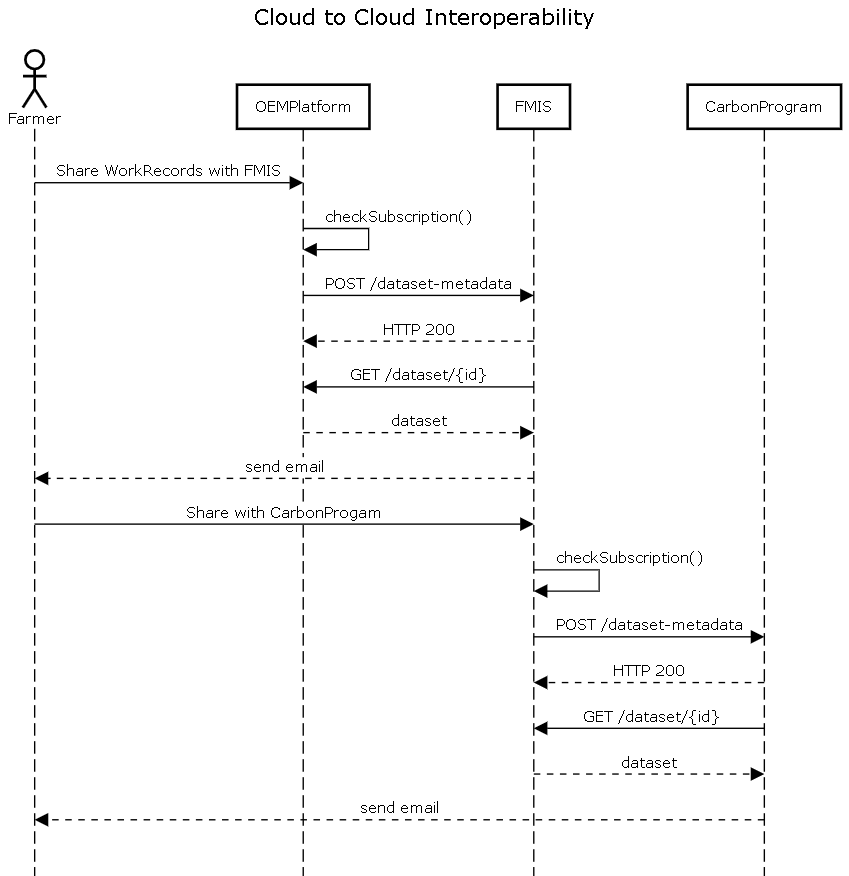 Cloud to Cloud Interoperability
Farmer
OEMPlatform
FMIS
CarbonProgram
Share WorkRecords with FMIS
checkSubscription()
POST /dataset-metadata
HTTP 200
GET /dataset/{id}
dataset
send email
Share with CarbonProgam
checkSubscription()
POST /dataset-metadata
HTTP 200
GET /dataset/{id}
dataset
send email